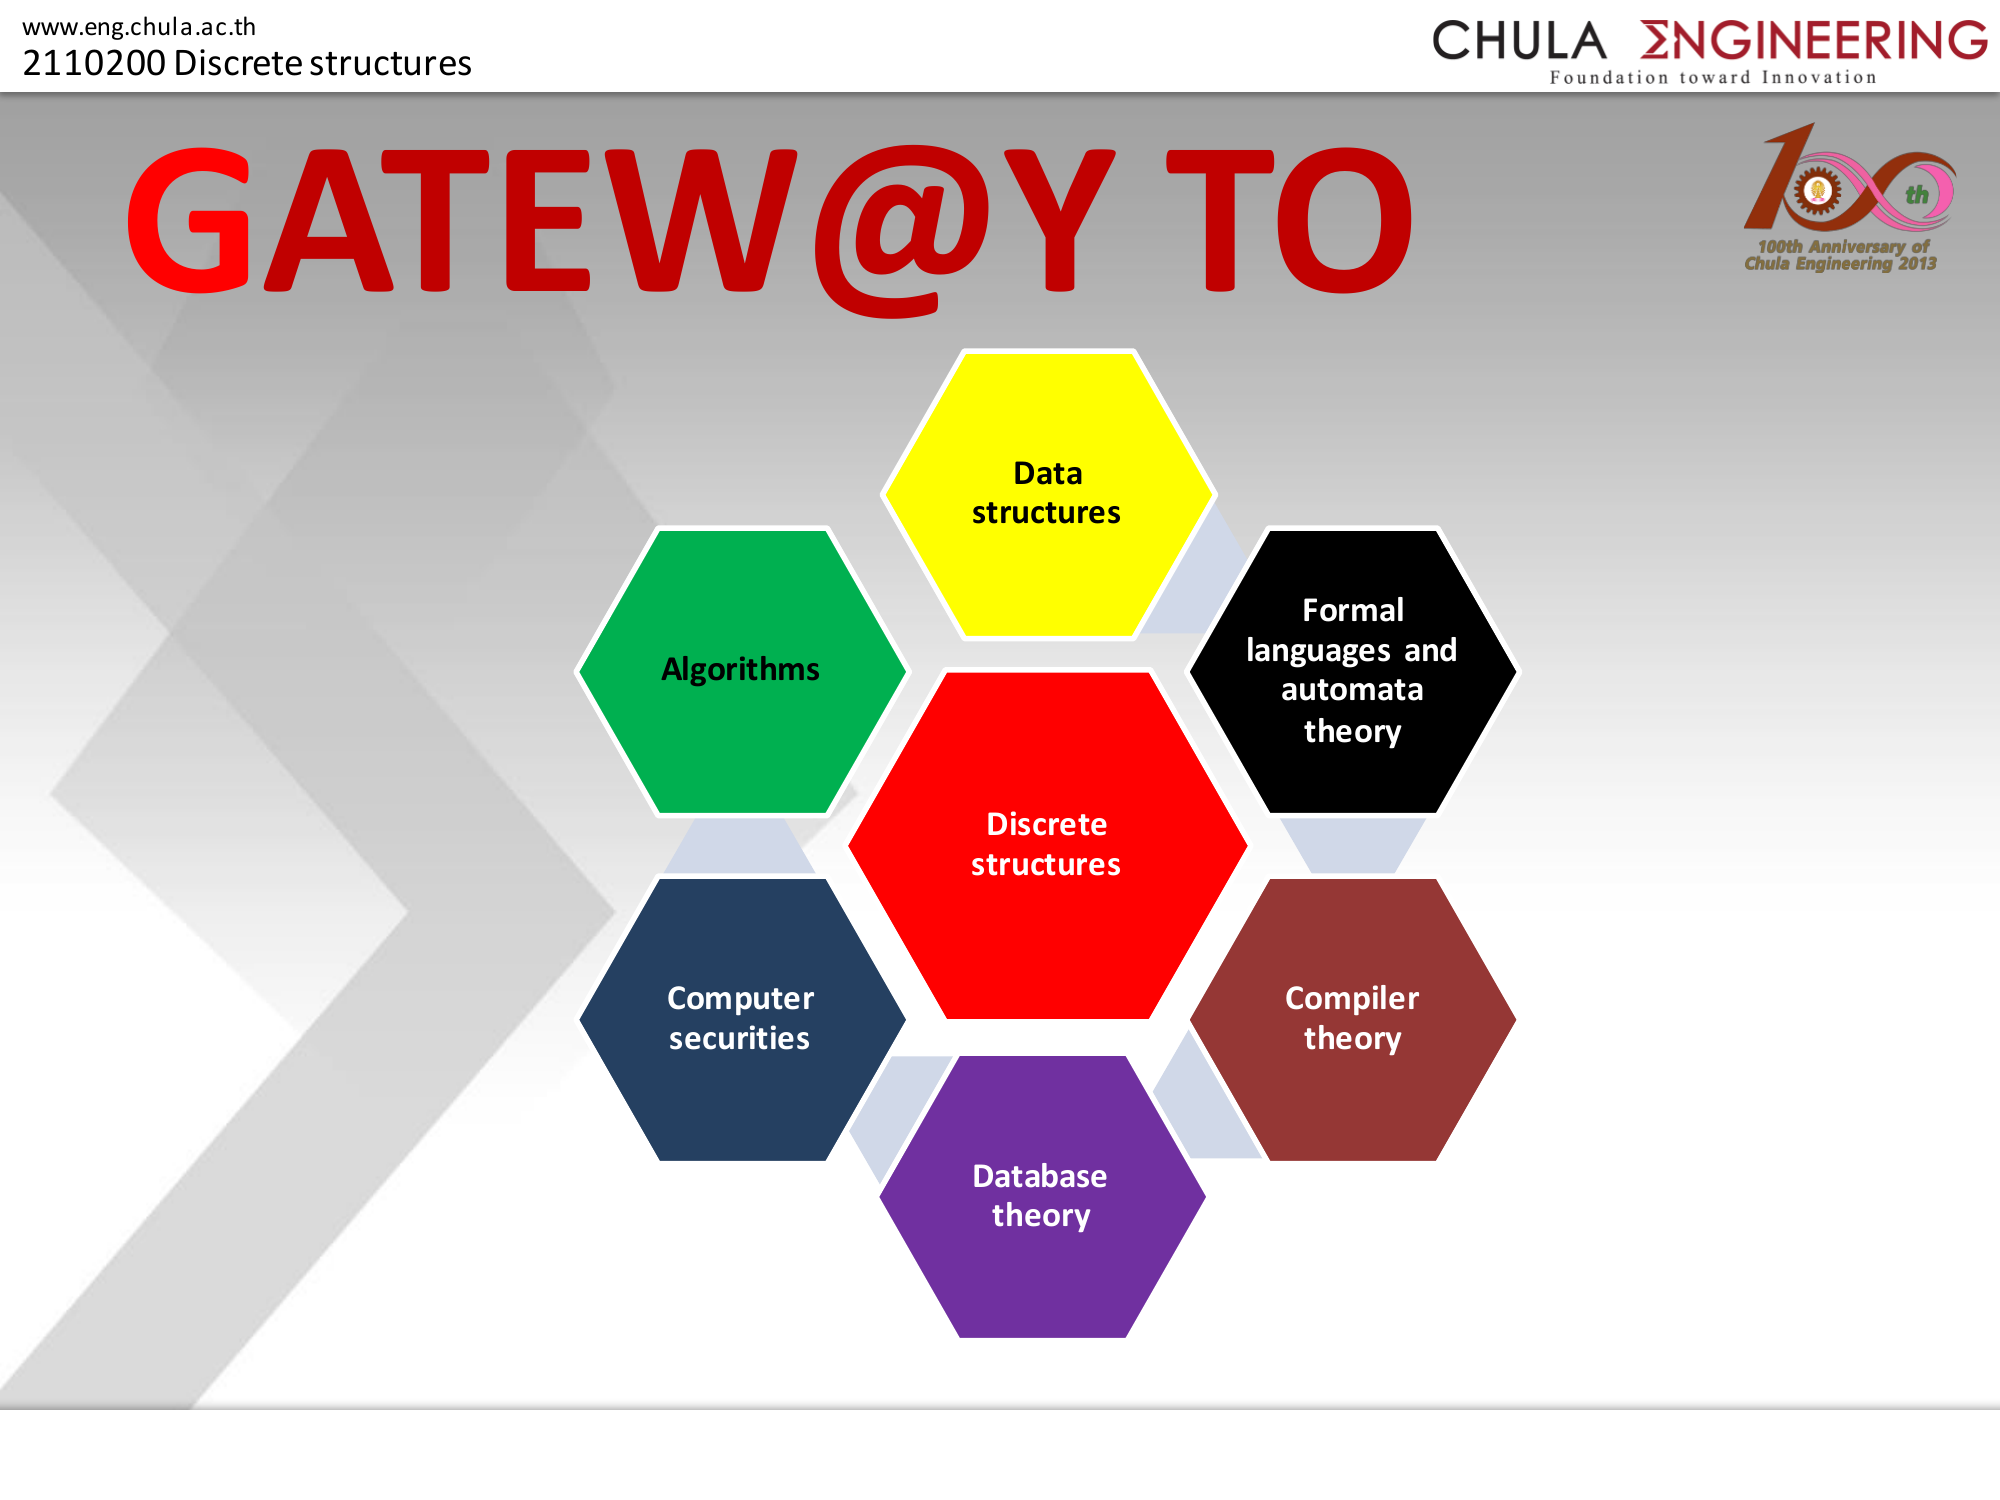 www.eng.chula.ac.th
2110200 Discrete structures
CHULA ΣNGINEERING
Foundation toward Innovation
GATEW@Y TO
100th
100th Anniversary of
Chula Engineering 2013
Data
structures
Formal
languages and
automata
theory
Algorithms
Discrete
structures
Computer
securities
Compiler
theory
Database
theory